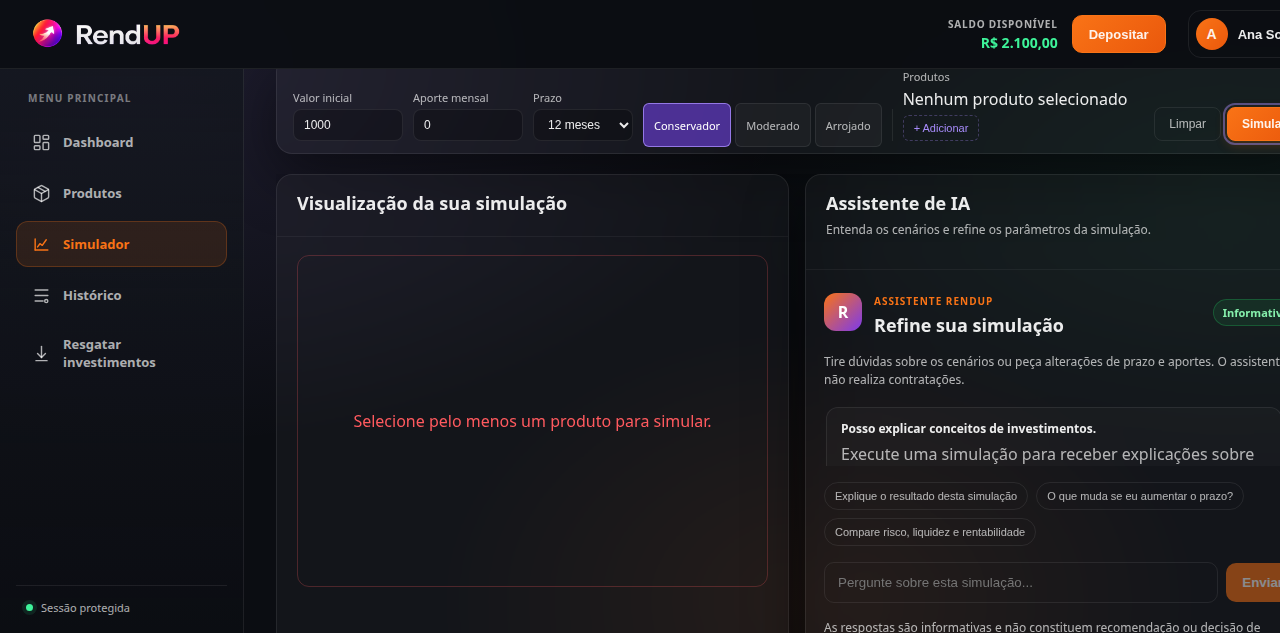 RendUP
SALDO DISPONÍVEL
R$ 2.100,00
Depositar
A
Ana
MENU PRINCIPAL
Dashboard
Produtos
Simulador
Histórico
Resgatar
investimentos
Sessão protegida
Valor inicial
1000
Aporte mensal
0
Prazo
12 meses
Conservador
Moderado
Arrojado
Produtos
Nenhum produto selecionado
+ Adicionar
Limpar
Simula
Visualização da sua simulação
Selecione pelo menos um produto para simular.
Assistente de IA
Entenda os cenários e refine os parâmetros da simulação.
R
ASSISTENTE RENDUP
Refine sua simulação
Informativ
Tire dúvidas sobre os cenários ou peça alterações de prazo e aportes. O assistent
não realiza contratações.
Posso explicar conceitos de investimentos.
Execute uma simulação para receber explicações sobre
Explique o resultado desta simulação
O que muda se eu aumentar o prazo?
Compare risco, liquidez e rentabilidade
Pergunte sobre esta simulação...
Enviar
As respostas são informativas e não constituem recomendação ou decisão de